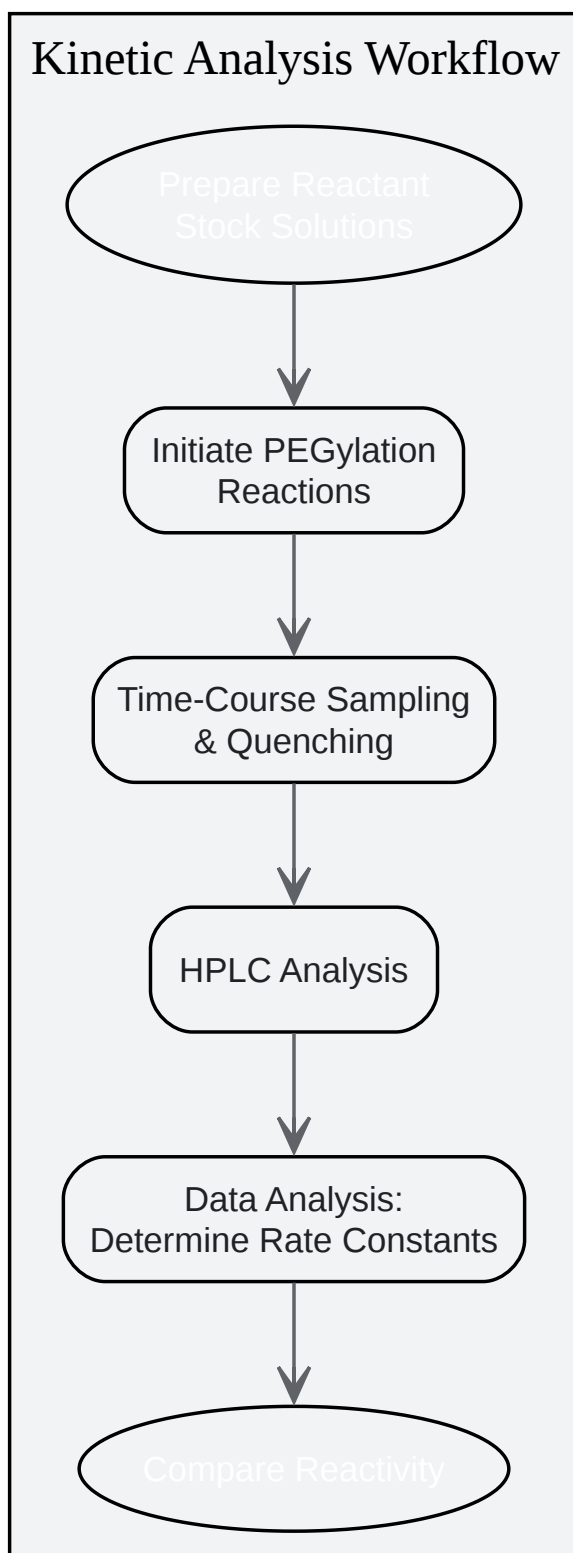 Kinetic Analysis Workflow
Prepare Reactant
Stock Solutions
Initiate PEGylation
Reactions
Time-Course Sampling
& Quenching
HPLC Analysis
Data Analysis:
Determine Rate Constants
Compare Reactivity